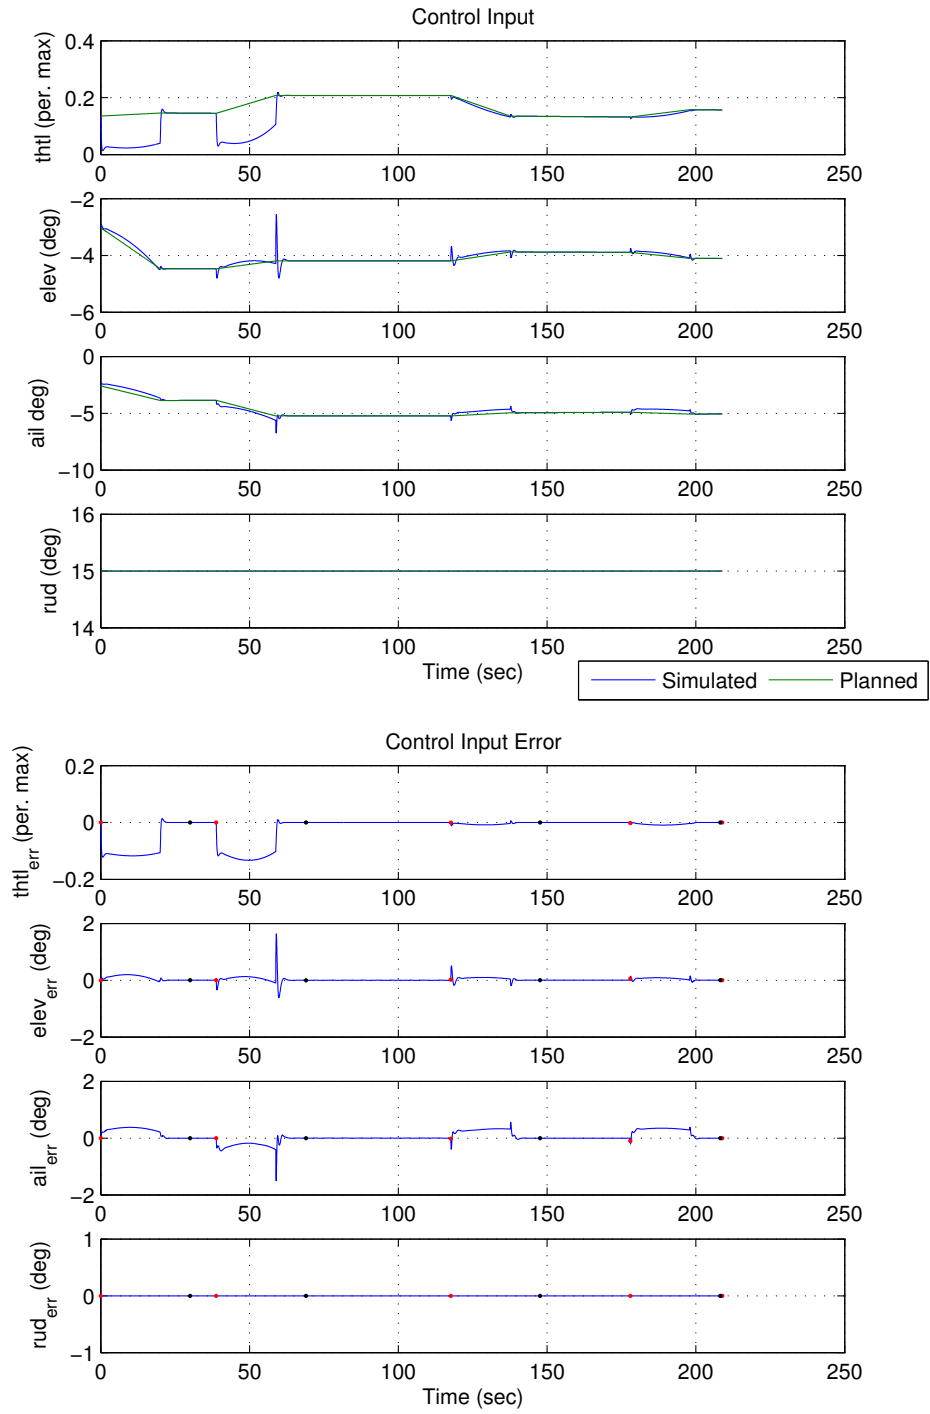 Control Input
thtl (per. max)
0.4
0.2
0
0 50 100 150 200 250
elev (deg)
−2
−4
−6
0 50 100 150 200 250
ail deg)
0
−5
−10
0 50 100 150 200 250
rud (deg)
16
15
14
0 50 100 150 200 250
Time (sec)
Simulated Planned
Control Input Error
thtl_err (per. max)
0.2
0
−0.2
0 50 100 150 200 250
elev_err (deg)
2
0
−2
0 50 100 150 200 250
ail_err (deg)
2
0
−2
0 50 100 150 200 250
rud_err (deg)
1
0
−1
0 50 100 150 200 250
Time (sec)